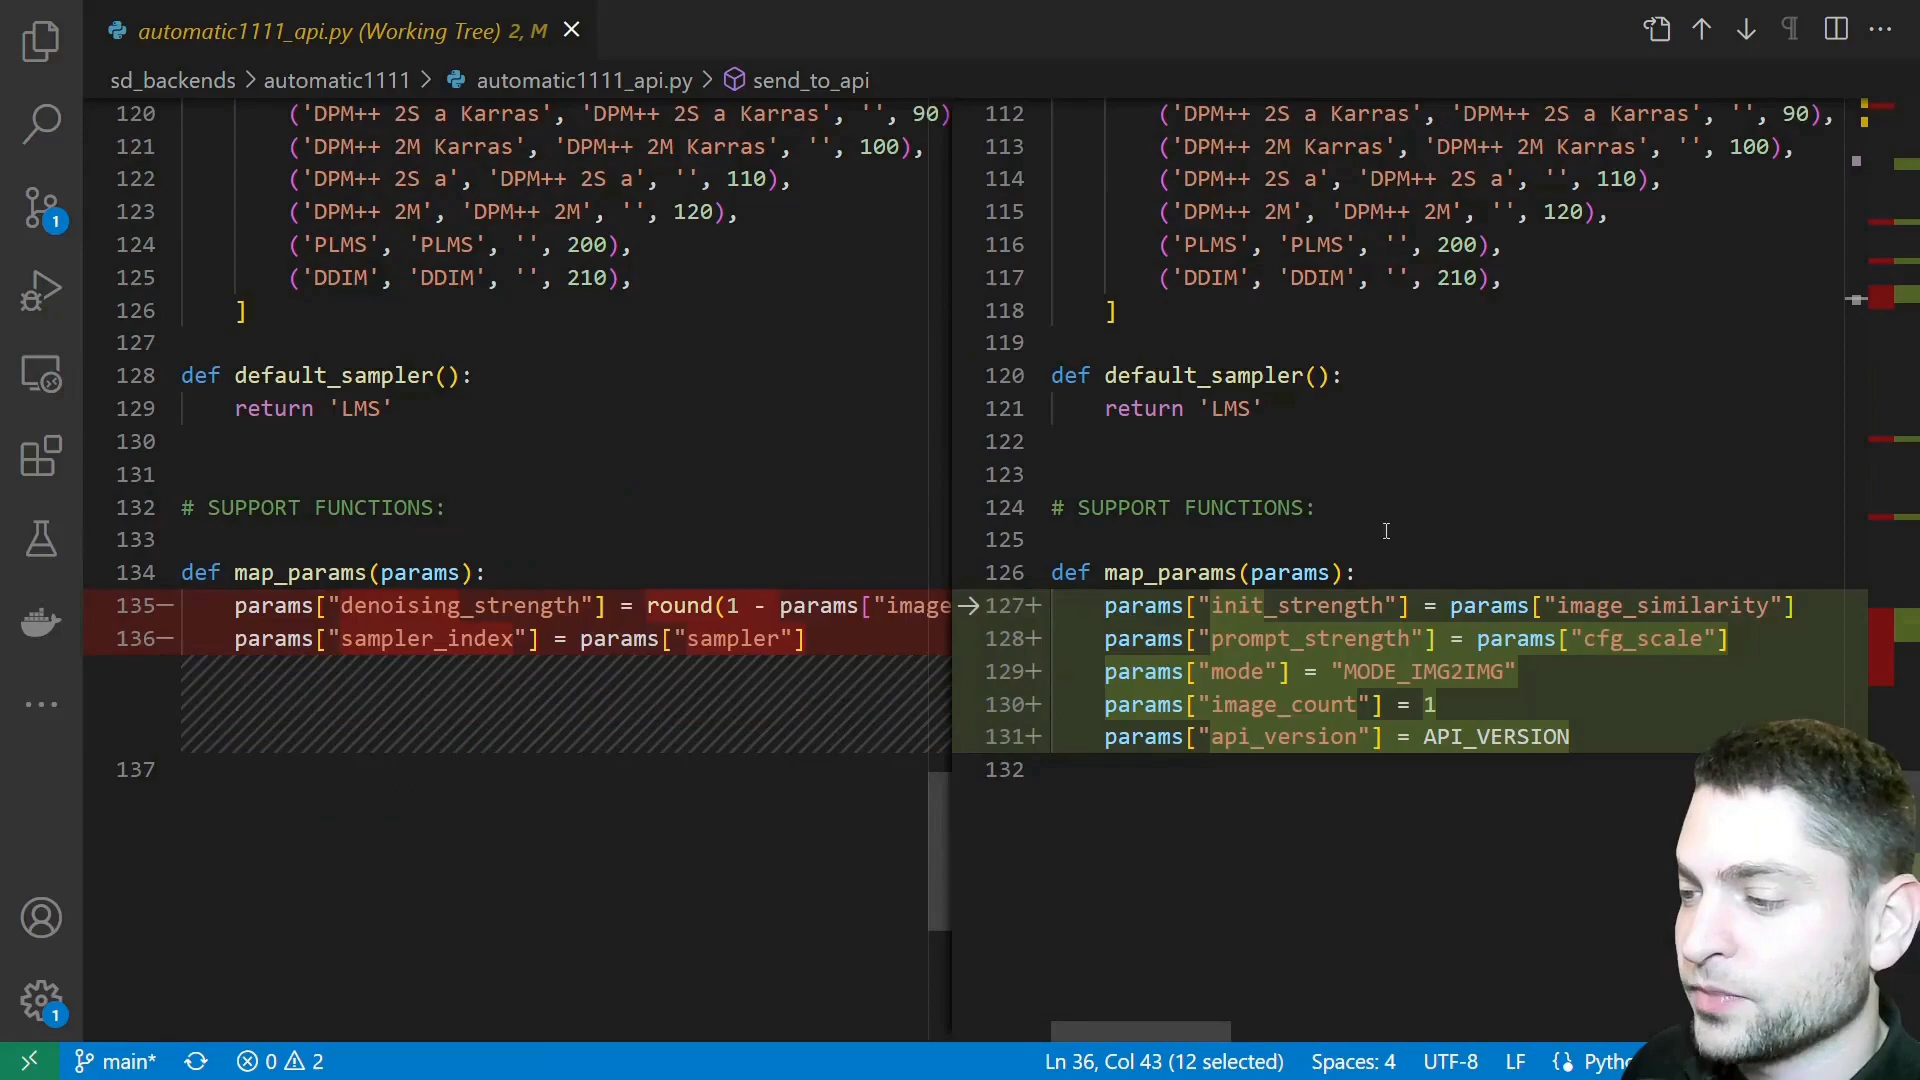 automatic1111_api.py (Working Tree) 2, M
sd_backends > automatic1111 > automatic1111_api.py > send_to_api
120 ('DPM++ 2S a Karras', 'DPM++ 2S a Karras', '', 90)
121 ('DPM++ 2M Karras', 'DPM++ 2M Karras', '', 100),
122 ('DPM++ 2S a', 'DPM++ 2S a', '', 110),
123 ('DPM++ 2M', 'DPM++ 2M', '', 120),
124 ('PLMS', 'PLMS', '', 200),
125 ('DDIM', 'DDIM', '', 210),
126 ]
127
128 def default_sampler():
129 return 'LMS'
130
131
132 # SUPPORT FUNCTIONS:
133
134 def map_params(params):
135— params["denoising_strength"] = round(1 - params["image
136— params["sampler_index"] = params["sampler"]
137
112 ('DPM++ 2S a Karras', 'DPM++ 2S a Karras', '', 90),
113 ('DPM++ 2M Karras', 'DPM++ 2M Karras', '', 100),
114 ('DPM++ 2S a', 'DPM++ 2S a', '', 110),
115 ('DPM++ 2M', 'DPM++ 2M', '', 120),
116 ('PLMS', 'PLMS', '', 200),
117 ('DDIM', 'DDIM', '', 210),
118 ]
119
120 def default_sampler():
121 return 'LMS'
122
123
124 # SUPPORT FUNCTIONS:
125
126 def map_params(params):
127+ params["init_strength"] = params["image_similarity"]
128+ params["prompt_strength"] = params["cfg_scale"]
129+ params["mode"] = "MODE_IMG2IMG"
130+ params["image_count"] = 1
131+ params["api_version"] = API_VERSION
132
1
1
main* 0 2 Ln 36, Col 43 (12 selected) Spaces: 4 UTF-8 LF